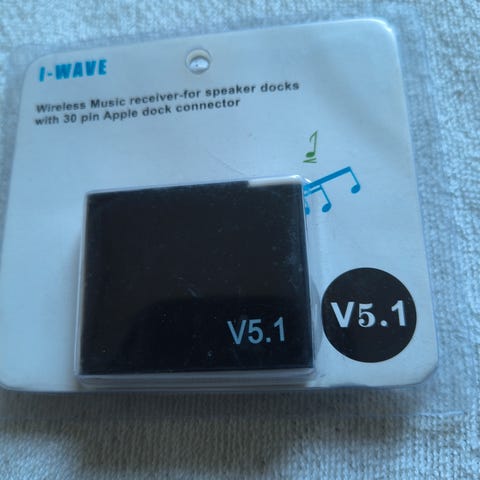 I-WAVE
Wireless Music receiver-for speaker docks
with 30 pin Apple dock connector
V5.1
V5.1